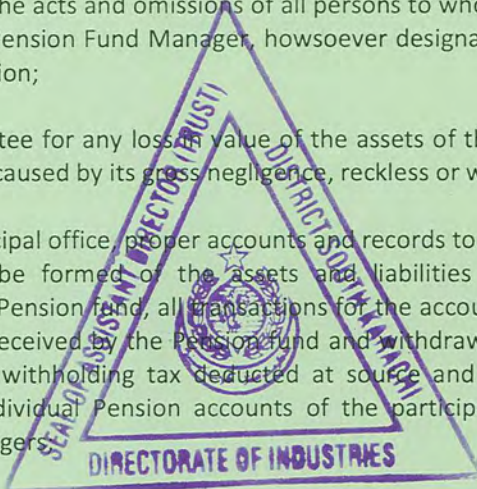 the acts and omissions of all persons to who
ension Fund Manager, howsoever designa
ion;
tee for any loss in value of the assets of th
caused by its gross negligence, reckless or w
cipal office, proper accounts and records to
be formed of the assets and liabilities
Pension fund, all transactions for the accou
eceived by the Pension fund and withdraw
withholding tax deducted at source and
dividual Pension accounts of the particip
gers;
SEAL OF ASSISTANT DIRECTOR (TRUST)
DISTRICT SOUTH KARACHI
DIRECTORATE OF INDUSTRIES